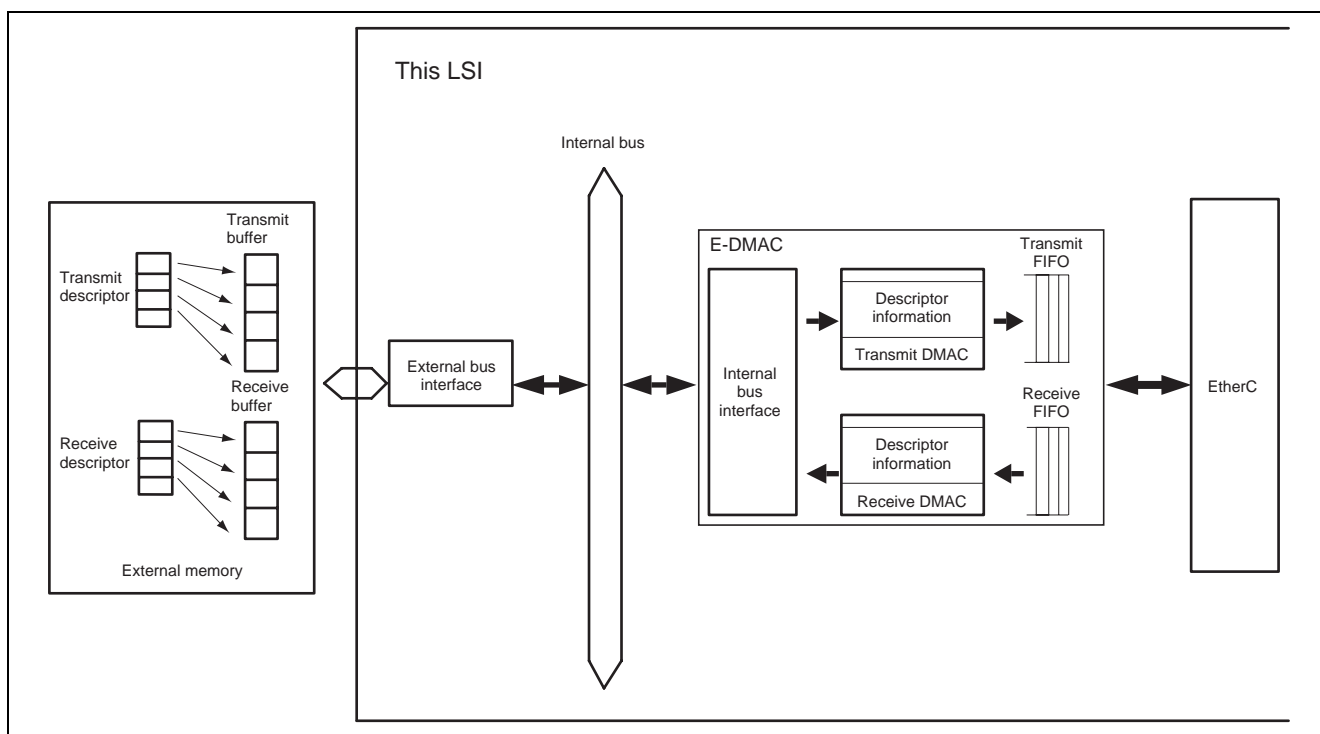 This LSI
Internal bus
Transmit
buffer
Transmit
descriptor
Receive
buffer
Receive
descriptor
External memory
External bus
interface
E-DMAC
Internal
bus
interface
Descriptor
information
Transmit DMAC
Transmit
FIFO
Descriptor
information
Receive DMAC
Receive
FIFO
EtherC